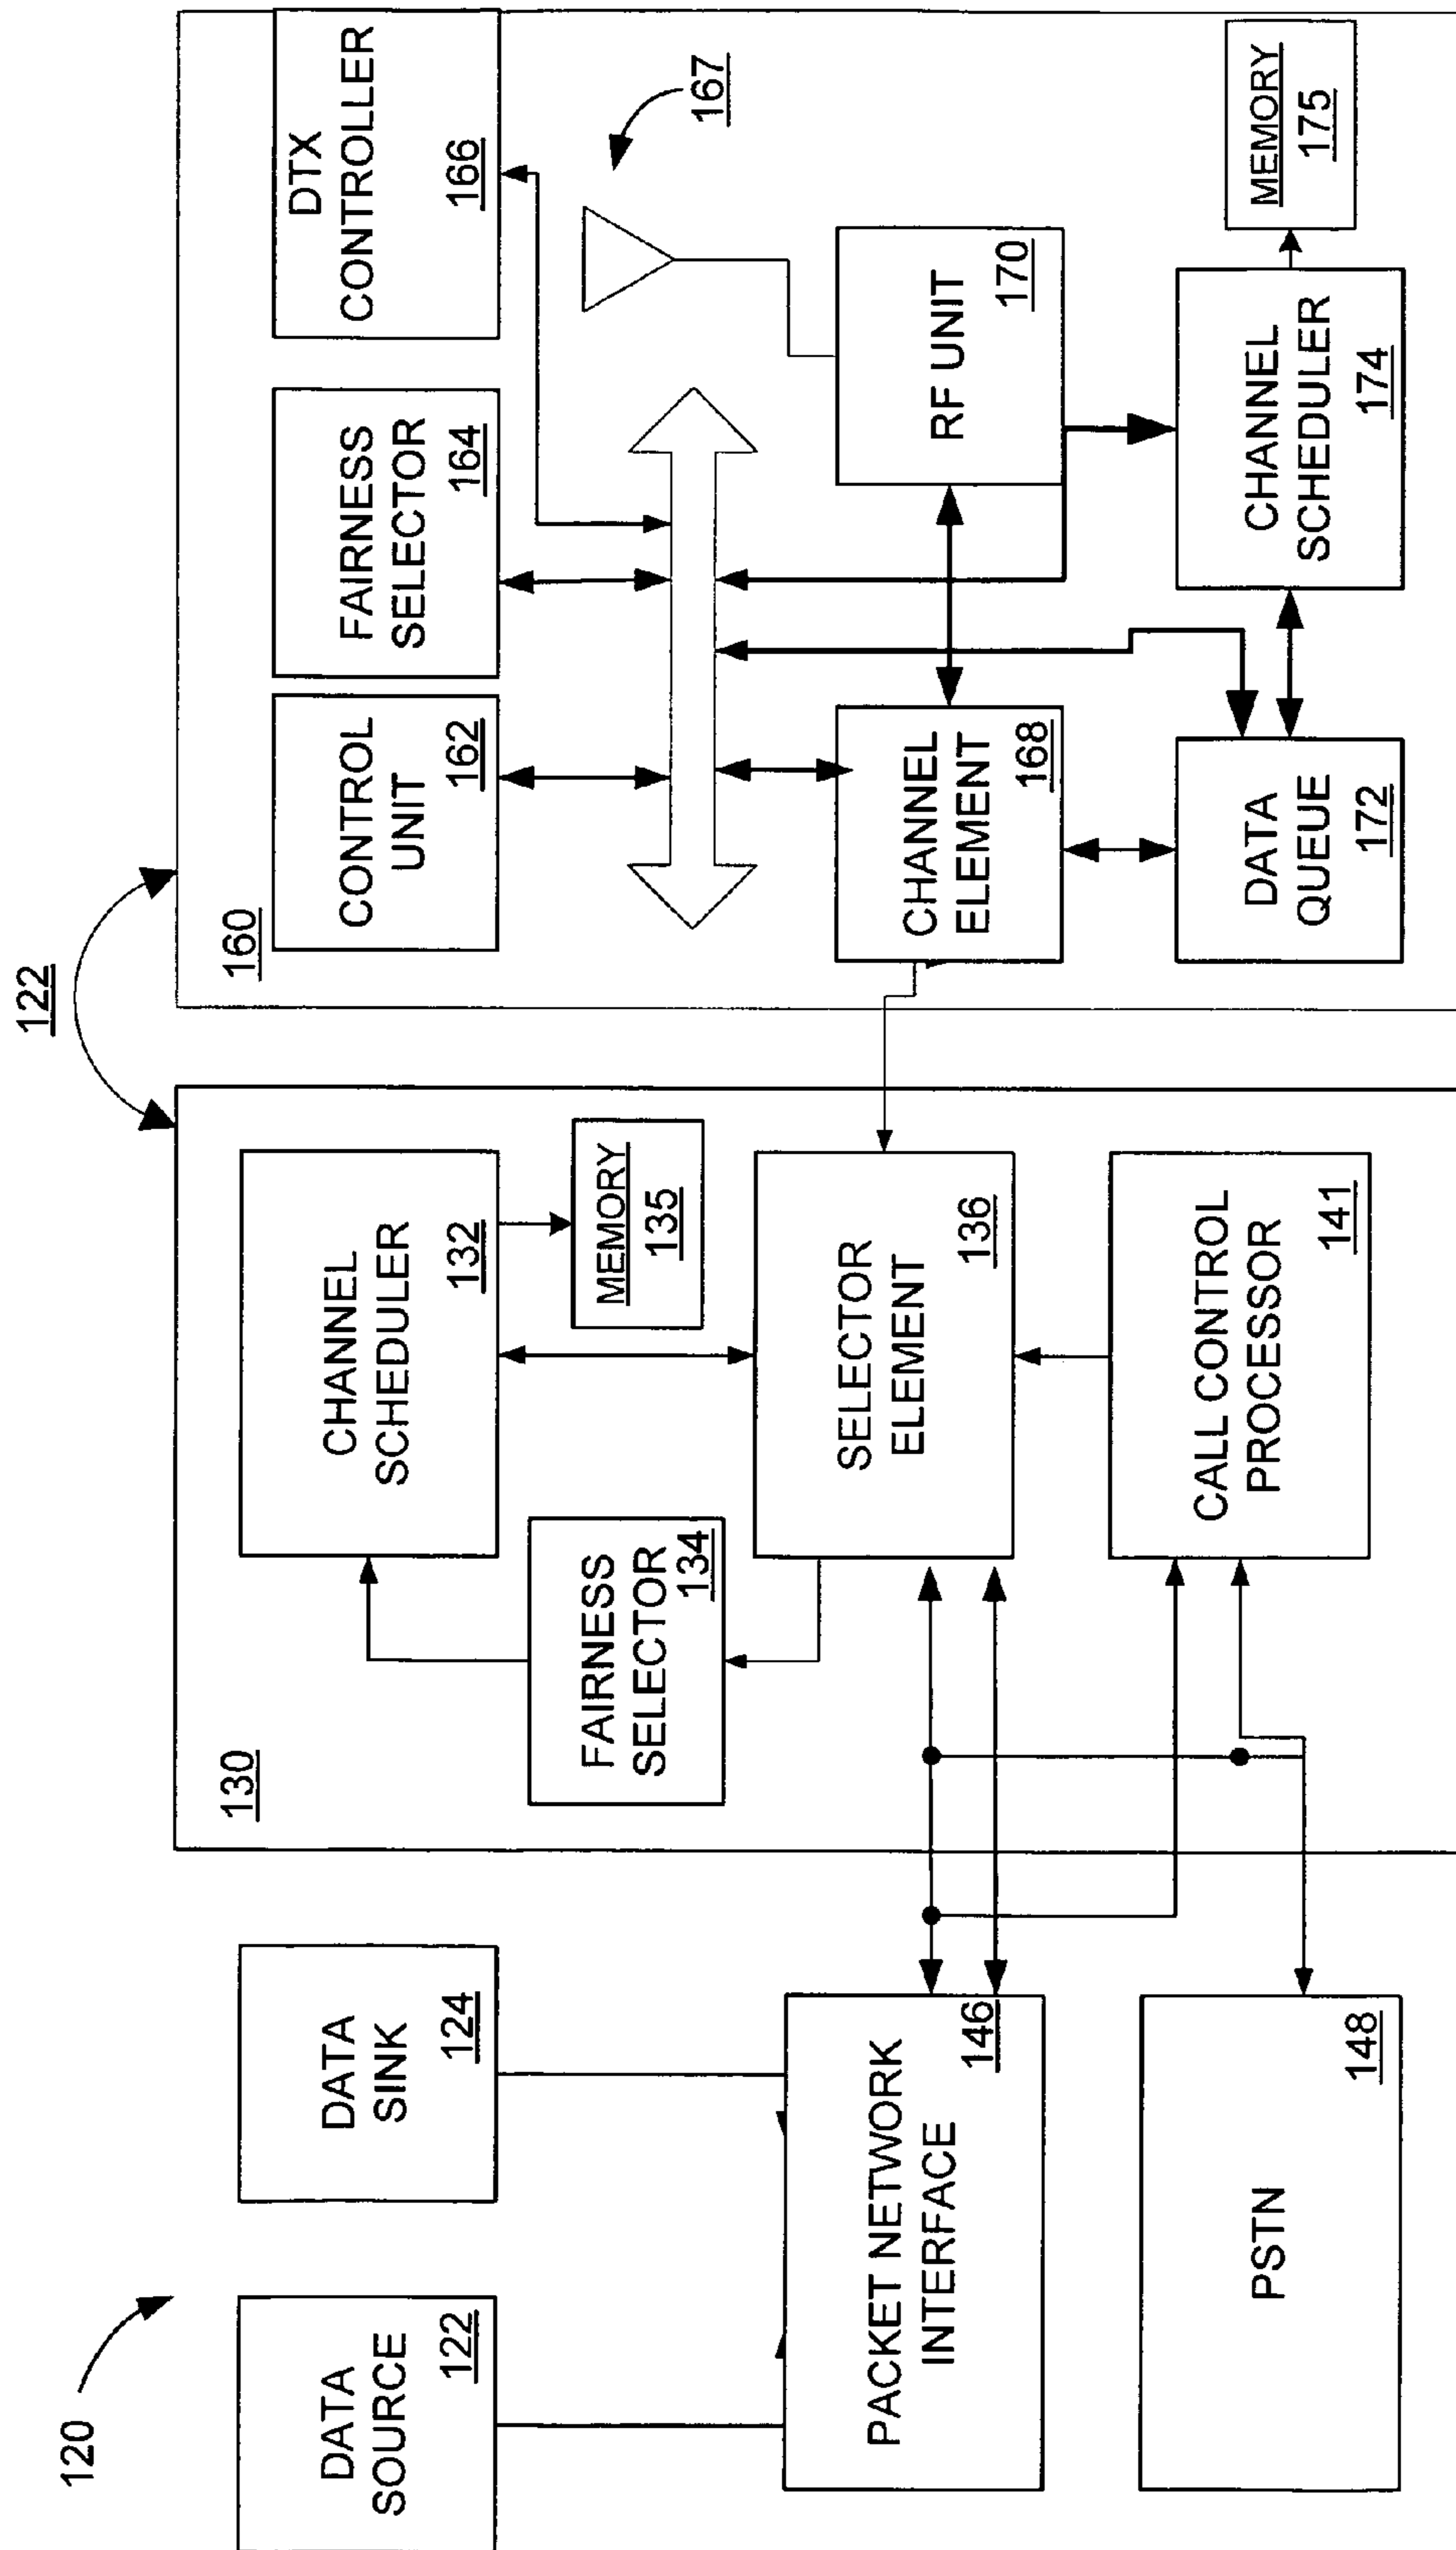 120
122
DATA
SOURCE
122
DATA
SINK
124
PACKET NETWORK
INTERFACE
146
PSTN
148
130
CHANNEL
SCHEDULER
132
MEMORY
135
FAIRNESS
SELECTOR
134
SELECTOR
ELEMENT
136
CALL CONTROL
PROCESSOR
141
160
CONTROL
UNIT
162
FAIRNESS
SELECTOR
164
DTX
CONTROLLER
166
167
CHANNEL
ELEMENT
168
RF UNIT
170
DATA
QUEUE
172
CHANNEL
SCHEDULER
174
MEMORY
175